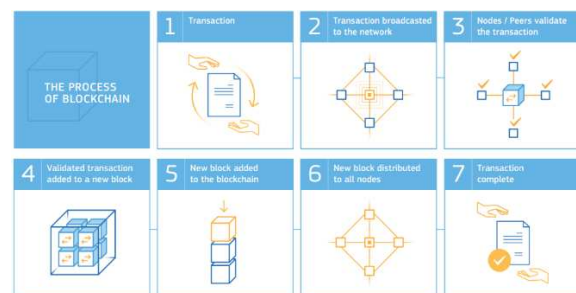 THE PROCESS
OF BLOCKCHAIN
1 Transaction
2 Transaction broadcasted
to the network
3 Nodes / Peers validate
the transaction
4 Validated transaction
added to a new block
5 New block added
to the blockchain
6 New block distributed
to all nodes
7 Transaction
complete